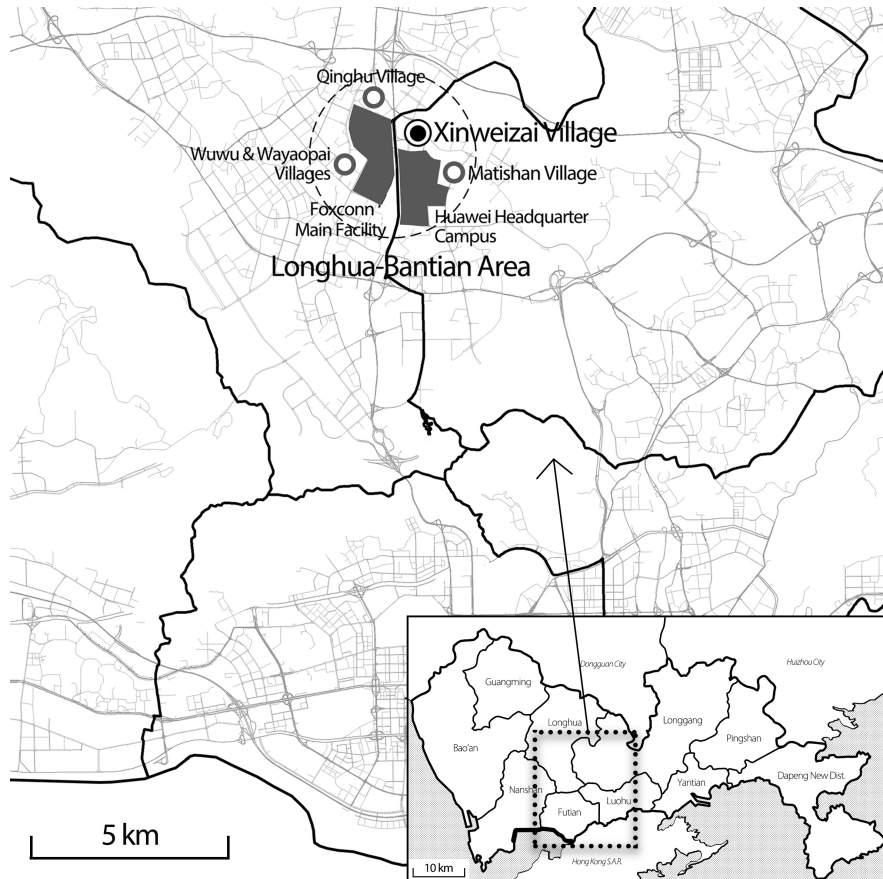 Qinghu Village
Xinweizai Village
Wuwu & Wayaopai
Villages
Matishan Village
Foxconn
Main Facility
Huawei Headquarter
Campus
Longhua-Bantian Area
5 km
Dongguan City
Huizhou City
Guangming
Longhua
Longgang
Pingshan
Bao'an
Nanshan
Yantian
Dapeng New Dist.
Luohu
Futian
Hong Kong S.A.R.
10 km